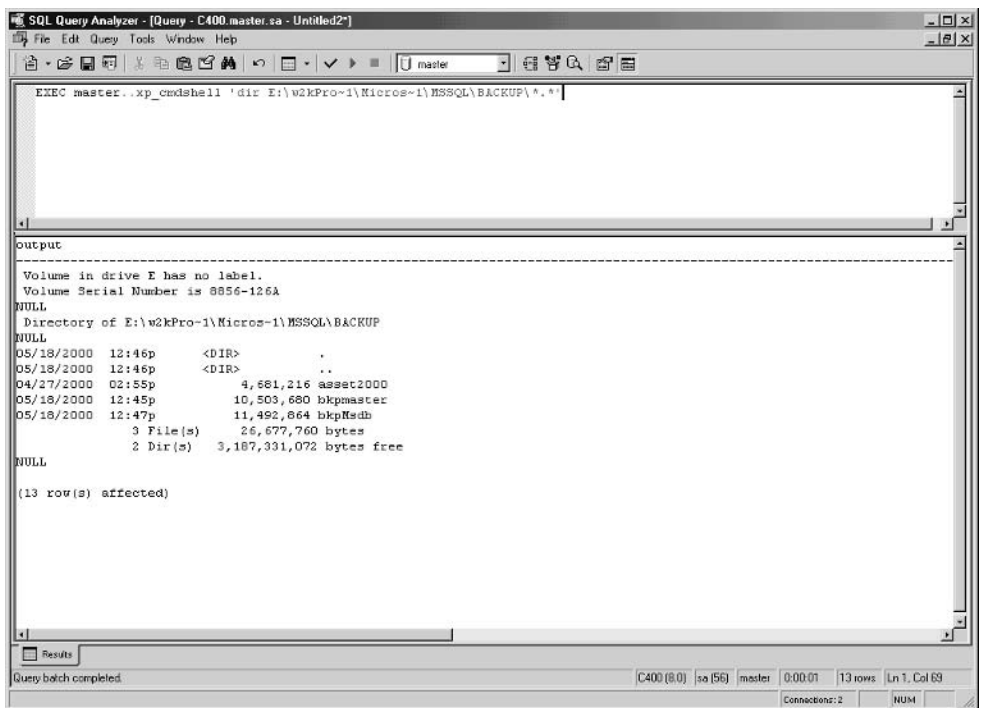 SQL Query Analyzer - [Query - C400.master.sa - Untitled2*]
File Edit Query Tools Window Help
master
EXEC master..xp_cmdshell 'dir E:\w2kPro~1\Micros~1\MSSQL\BACKUP\*.*'
output
Volume in drive E has no label.
Volume Serial Number is 8856-126A
NULL
Directory of E:\w2kPro~1\Micros~1\MSSQL\BACKUP
NULL
05/18/2000 12:46p <DIR> .
05/18/2000 12:46p <DIR> ..
04/27/2000 02:55p 4,681,216 asset2000
05/18/2000 12:45p 10,503,680 bkpmaster
05/18/2000 12:47p 11,492,864 bkpMsdb
3 File(s) 26,677,760 bytes
2 Dir(s) 3,187,331,072 bytes free
NULL
(13 row(s) affected)
Results
Query batch completed. C400 (8.0) sa (56) master 0:00:01 13 rows Ln 1, Col 69
Connections: 2 NUM